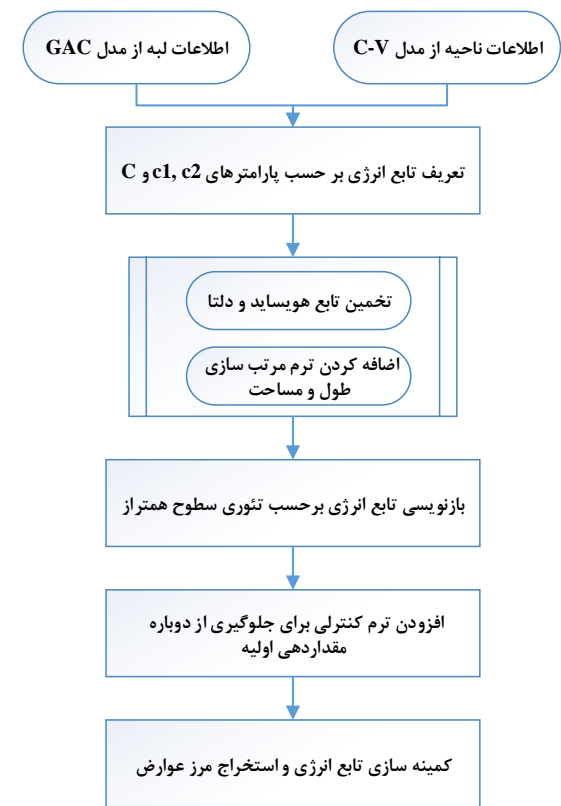 اطلاعات ناحیه از مدل C-V
اطلاعات لبه از مدل GAC
تعریف تابع انرژی بر حسب پارامترهای c1, c2 و C
تخمین تابع هویساید و دلتا
اضافه کردن ترم مرتب سازی
طول و مساحت
بازنویسی تابع انرژی برحسب تئوری سطوح همتراز
افزودن ترم کنترلی برای جلوگیری از دوباره
مقداردهی اولیه
کمینه سازی تابع انرژی و استخراج مرز عوارض